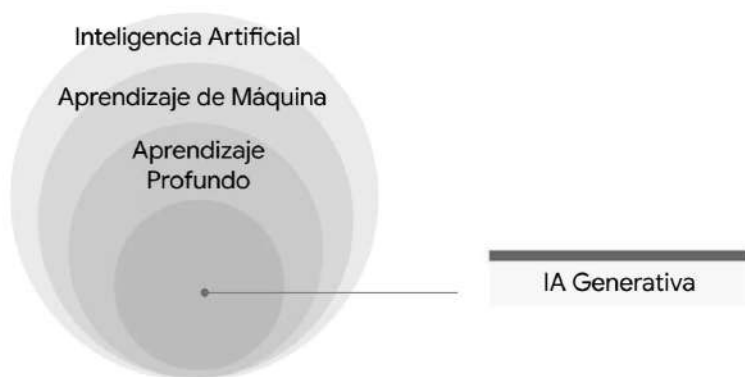 Inteligencia Artificial
Aprendizaje de Máquina
Aprendizaje
Profundo
IA Generativa